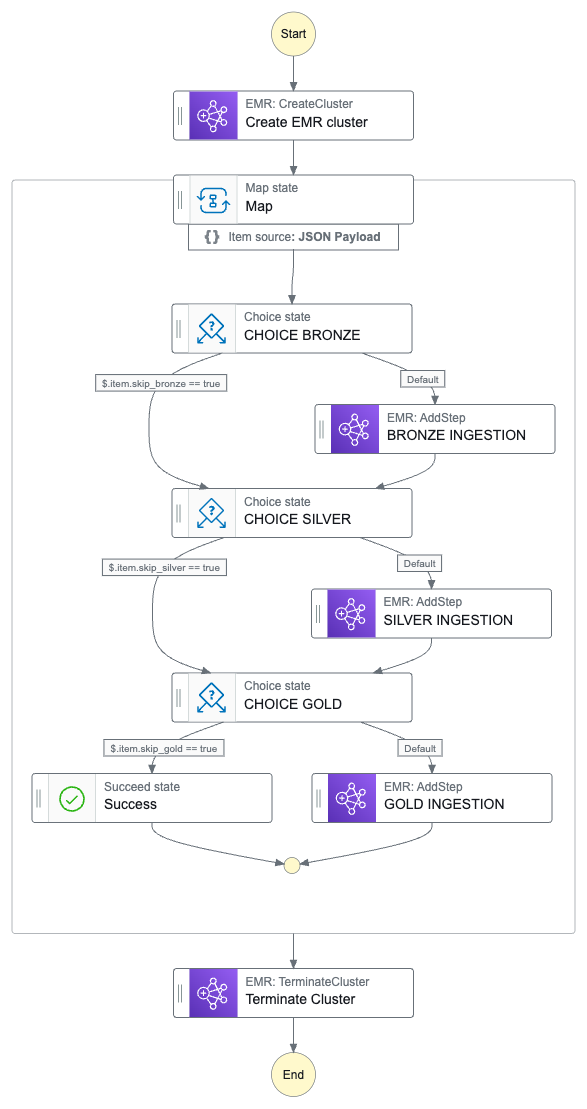 Start
EMR: CreateCluster
Create EMR cluster
Map state
Map
{} Item source: JSON Payload
Choice state
CHOICE BRONZE
$.item.skip_bronze == true
Default
EMR: AddStep
BRONZE INGESTION
Choice state
CHOICE SILVER
$.item.skip_silver == true
Default
EMR: AddStep
SILVER INGESTION
Choice state
CHOICE GOLD
$.item.skip_gold == true
Default
Succeed state
Success
EMR: AddStep
GOLD INGESTION
EMR: TerminateCluster
Terminate Cluster
End